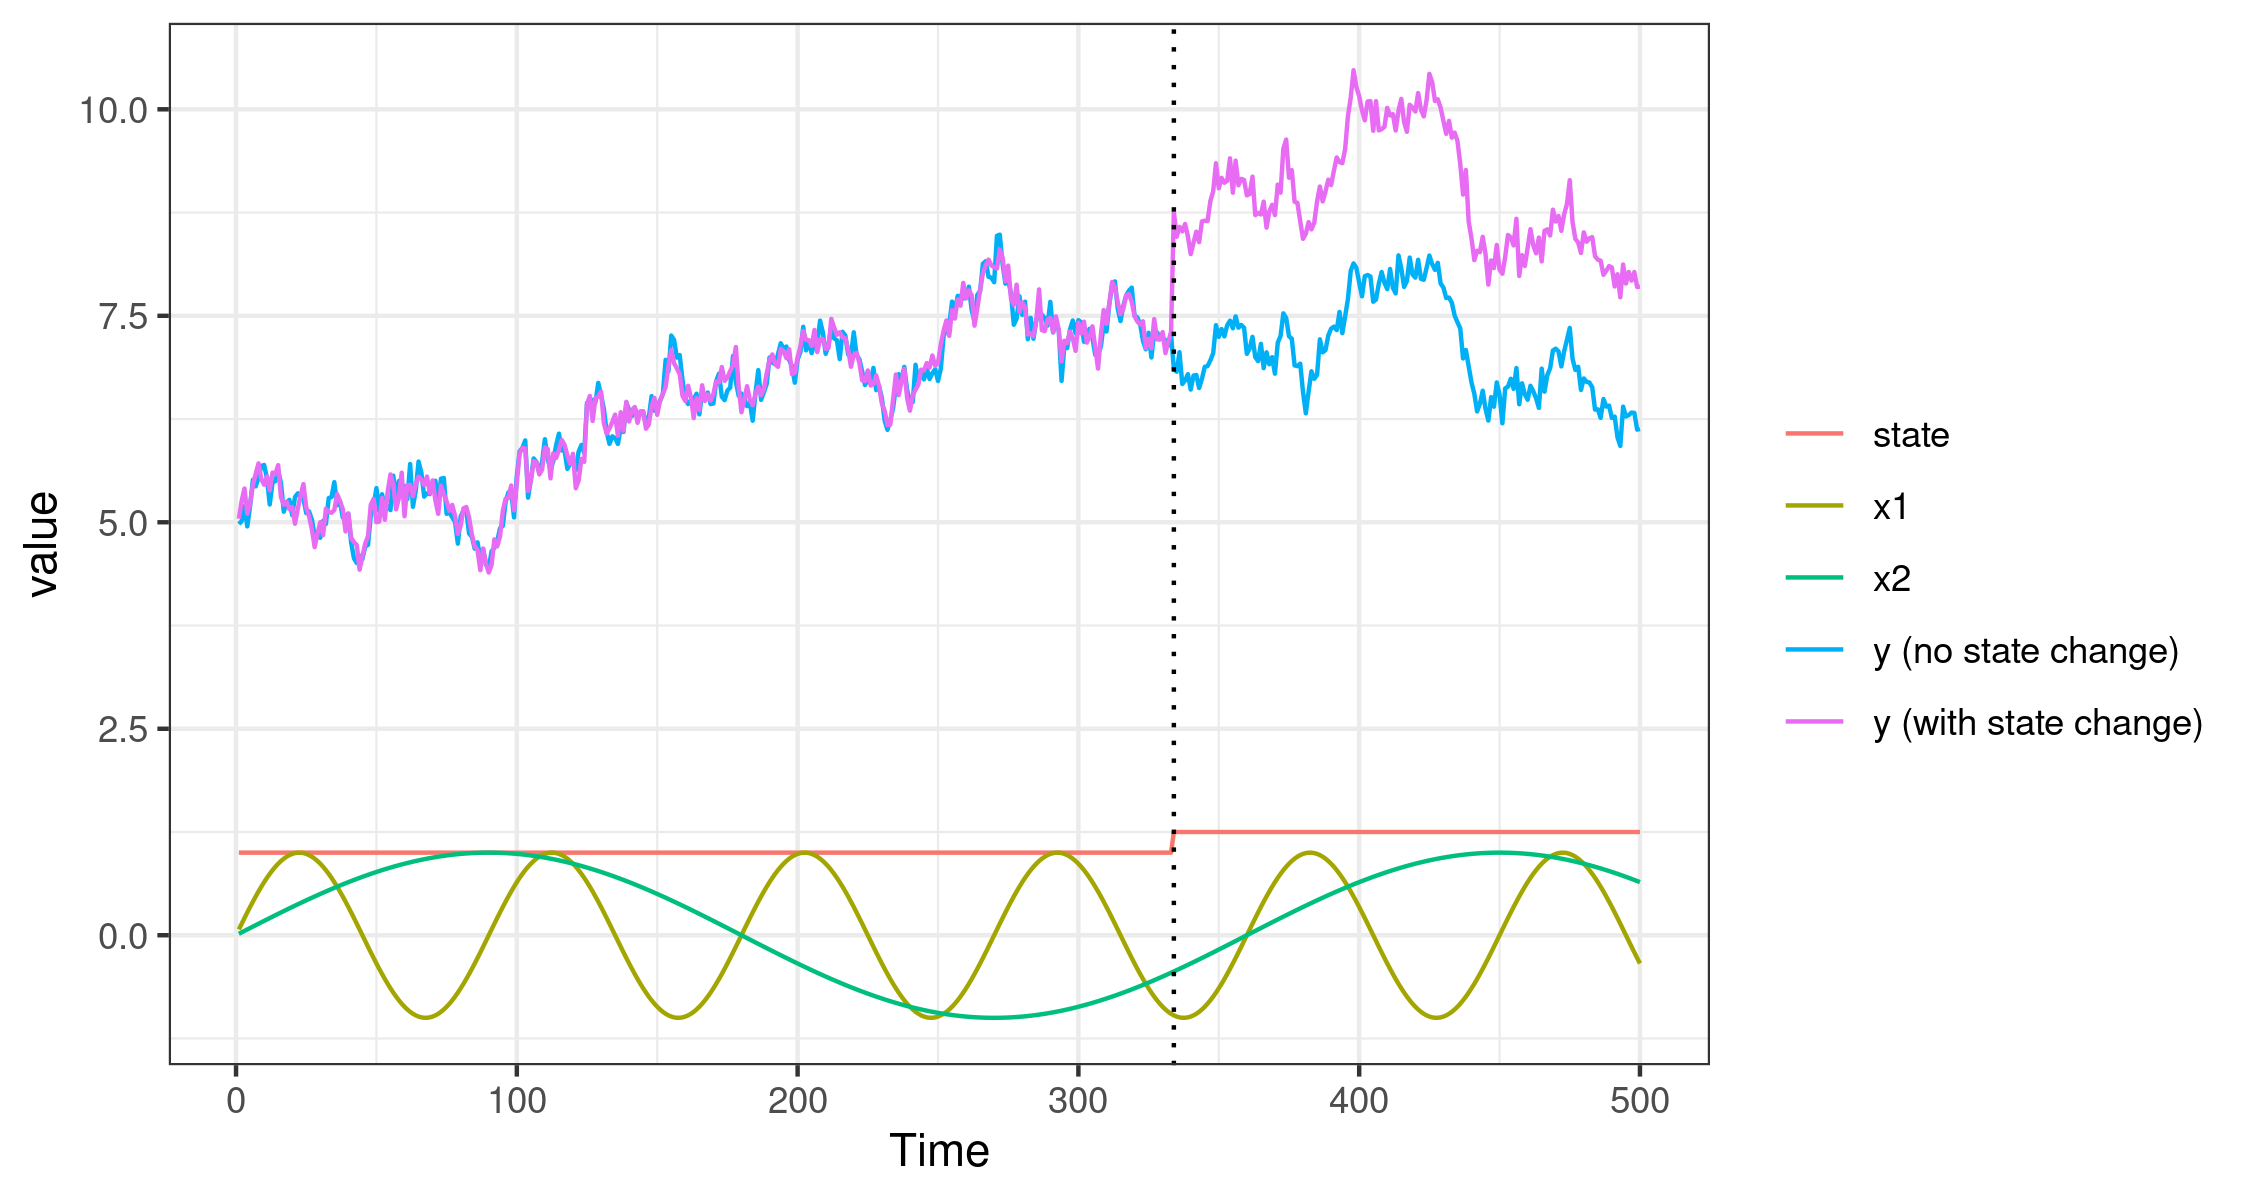 value
10.0
7.5
5.0
2.5
0.0
0 100 200 300 400 500
Time
state
x1
x2
y (no state change)
y (with state change)